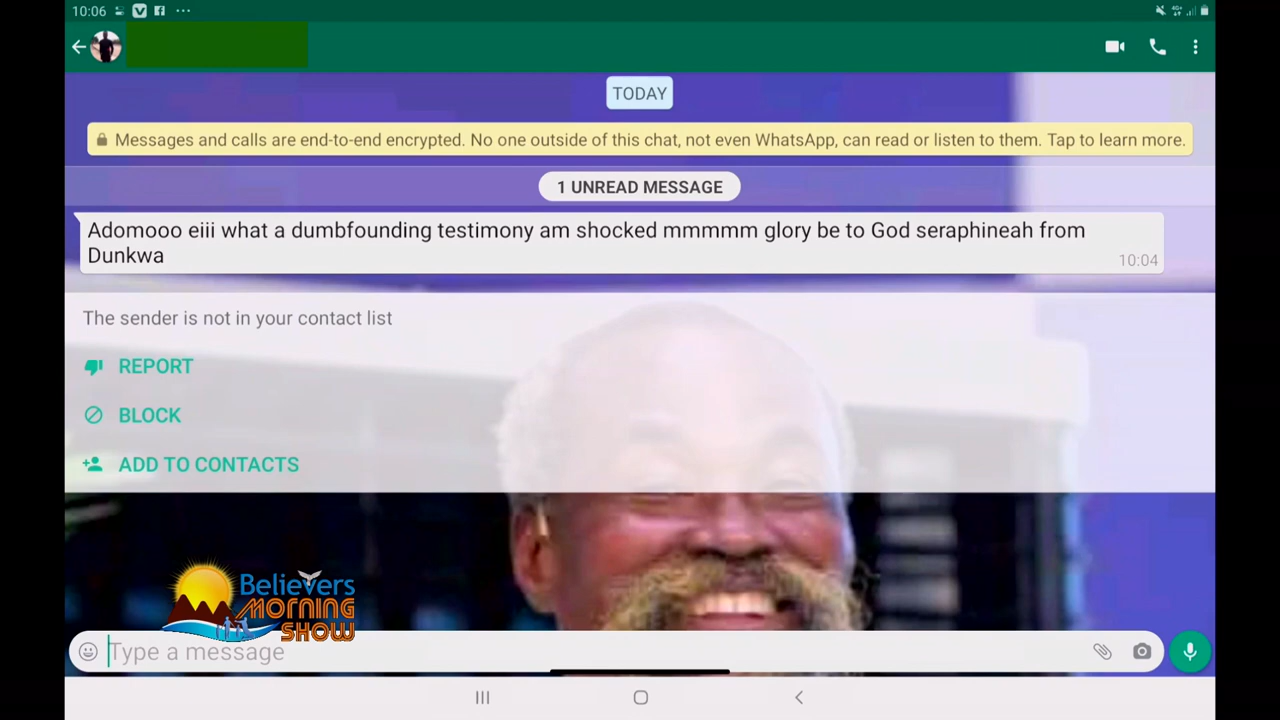 10:06
TODAY
Messages and calls are end-to-end encrypted. No one outside of this chat, not even WhatsApp, can read or listen to them. Tap to learn more.
1 UNREAD MESSAGE
Adomooo eiii what a dumbfounding testimony am shocked mmmmm glory be to God seraphineah from
Dunkwa
10:04
The sender is not in your contact list
REPORT
BLOCK
ADD TO CONTACTS
Believers
MORNING
SHOW
Type a message